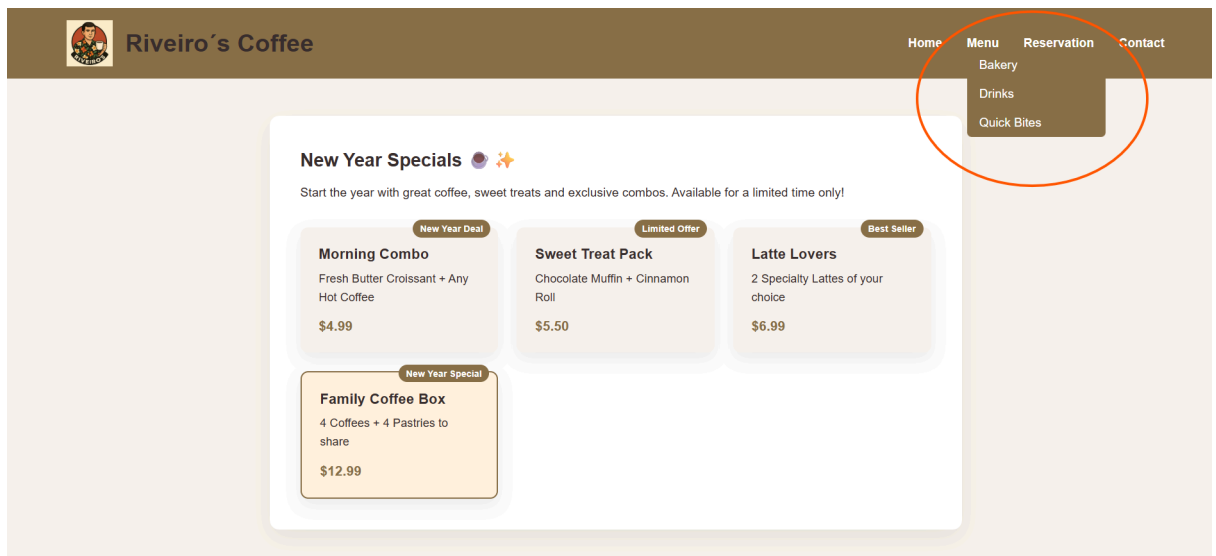 RIVEIRO'S
Riveiro´s Coffee
Home Menu Reservation Contact
Bakery
Drinks
Quick Bites
New Year Specials
Start the year with great coffee, sweet treats and exclusive combos. Available for a limited time only!
New Year Deal
Morning Combo
Fresh Butter Croissant + Any
Hot Coffee
$4.99
Limited Offer
Sweet Treat Pack
Chocolate Muffin + Cinnamon
Roll
$5.50
Best Seller
Latte Lovers
2 Specialty Lattes of your
choice
$6.99
New Year Special
Family Coffee Box
4 Coffees + 4 Pastries to
share
$12.99